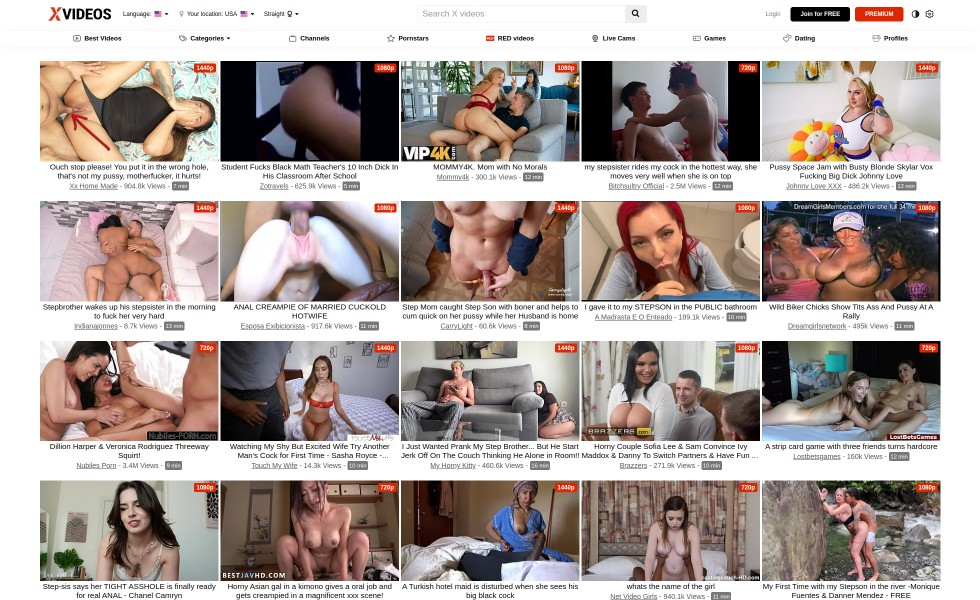 XVIDEOS
Language:
Your location: USA
Straight
Search X videos
Login
Join for FREE
PREMIUM
Best Videos
Categories
Channels
Pornstars
RED videos
Live Cams
Games
Dating
Profiles
1440p
1080p
1080p
720p
1440p
VIP4K.com
Ouch stop please! You put it in the wrong hole,
that's not my pussy, motherfucker, it hurts!
Xx Home Made - 904.8k Views - 7 min
Student Fucks Black Math Teacher's 10 Inch Dick In
His Classroom After School
Zotravels - 625.9k Views - 5 min
MOMMY4K. Mom with No Morals
Mommy4k - 300.1k Views - 12 min
my stepsister rides my cock in the hottest way, she
moves very well when she is on top
Bitchsultry Official - 2.5M Views - 12 min
Pussy Space Jam with Busty Blonde Skylar Vox
Fucking Big Dick Johnny Love
Johnny Love XXX - 486.2k Views - 12 min
1440p
1080p
1440p
1080p
DreamGirlsMembers.com for the full 34
1080p
Stepbrother wakes up his stepsister in the morning
to fuck her very hard
Indianajonnes - 8.7k Views - 13 min
ANAL CREAMPIE OF MARRIED CUCKOLD
HOTWIFE
Esposa Exibicionista - 917.6k Views - 11 min
Step Mom caught Step Son with boner and helps to
cum quick on her pussy while her Husband is home
CarryLight - 60.6k Views - 6 min
I gave it to my STEPSON in the PUBLIC bathroom
A Madrasta E O Enteado - 189.1k Views - 10 min
Wild Biker Chicks Show Tits Ass And Pussy At A
Rally
Dreamgirlsnetwork - 495k Views - 11 min
720p
1440p
1440p
1080p
720p
Nubiles-PORN.com
BRAZZERS
LostBetsGames
Dillion Harper & Veronica Rodriguez Threeway
Squirt!
Nubiles Porn - 3.4M Views - 9 min
Watching My Shy But Excited Wife Try Another
Man's Cock for First Time - Sasha Royce - ...
Touch My Wife - 14.3k Views - 10 min
I Just Wanted Prank My Step Brother... But He Start
Jerk Off On The Couch Thinking He Alone in Room!!
My Horny Kitty - 460.6k Views - 16 min
Horny Couple Sofia Lee & Sam Convince Ivy
Maddox & Danny To Switch Partners & Have Fun ...
Brazzers - 271.9k Views - 10 min
A strip card game with three friends turns hardcore
Lostbetsgames - 160k Views - 12 min
1080p
720p
1440p
720p
1080p
BESTJAVHD.COM
castingcouch-HD.com
Step-sis says her TIGHT ASSHOLE is finally ready
for real ANAL - Chanel Camryn
Horny Asian gal in a kimono gives a oral job and
gets creampied in a magnificent xxx scene!
A Turkish hotel maid is disturbed when she sees his
big black cock
whats the name of the girl
Net Video Girls - 940.1k Views - 11 min
My First Time with my Stepson in the river -Monique
Fuentes & Danner Mendez - FREE